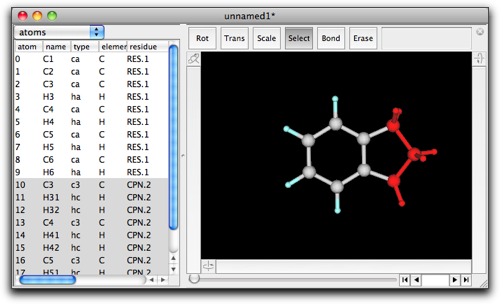 unnamed1*
atoms
Rot Trans Scale Select Bond Erase
atom name type elemen residue
0 C1 ca C RES.1
1 C2 ca C RES.1
2 C3 ca C RES.1
3 H3 ha H RES.1
4 C4 ca C RES.1
5 H4 ha H RES.1
6 C5 ca C RES.1
7 H5 ha H RES.1
8 C6 ca C RES.1
9 H6 ha H RES.1
10 C3 c3 C CPN.2
11 H31 hc H CPN.2
12 H32 hc H CPN.2
13 C4 c3 C CPN.2
14 H41 hc H CPN.2
15 H42 hc H CPN.2
16 C5 c3 C CPN.2
17 H51 hc H CPN.2